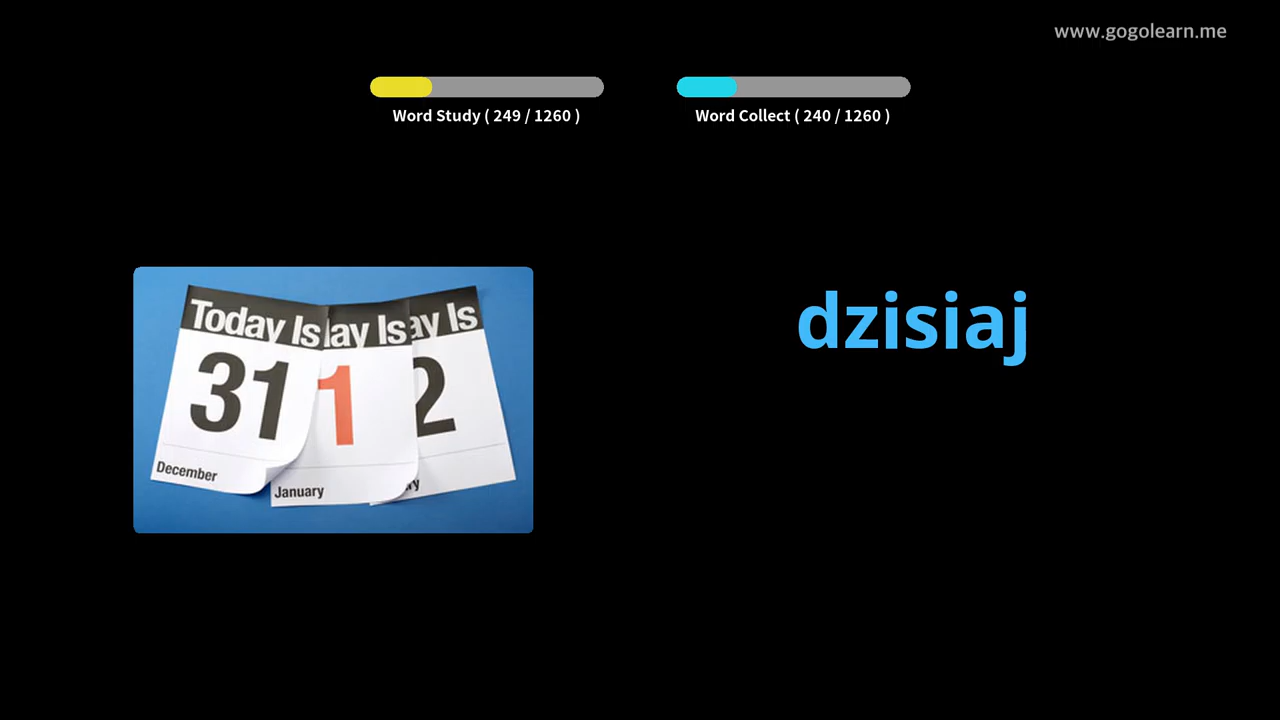 www.gogolearn.me
Word Study ( 249 / 1260 )
Word Collect ( 240 / 1260 )
dzisiaj
Today Is
ay Is
ay Is
31
1
2
December
January
ry